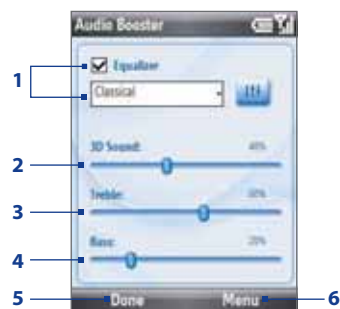 Audio Booster
1
Equalizer
Classical
2
3D Sound: 40%
3
Treble: 60%
4
Bass: 20%
5
Done
Menu
6